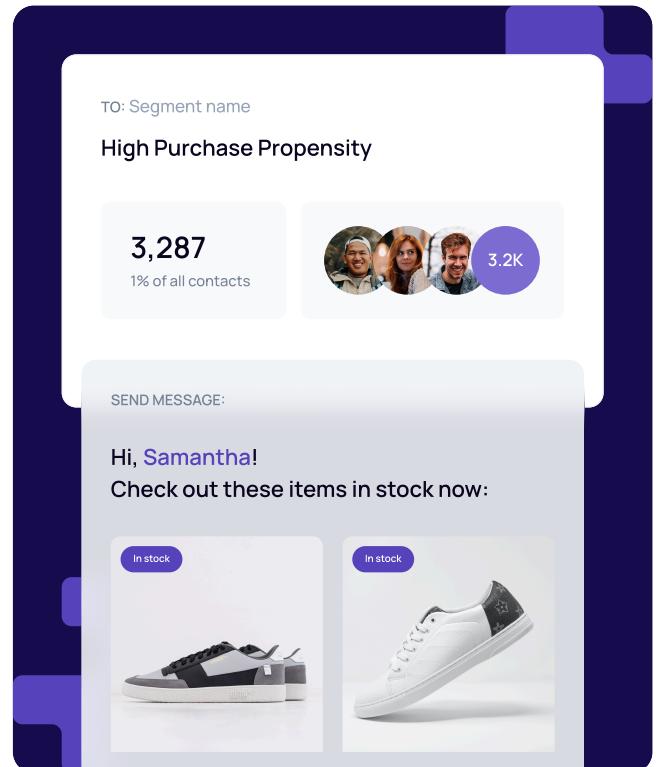 TO: Segment name
High Purchase Propensity
3,287
1% of all contacts
3.2K
SEND MESSAGE:
Hi, Samantha!
Check out these items in stock now:
In stock
In stock